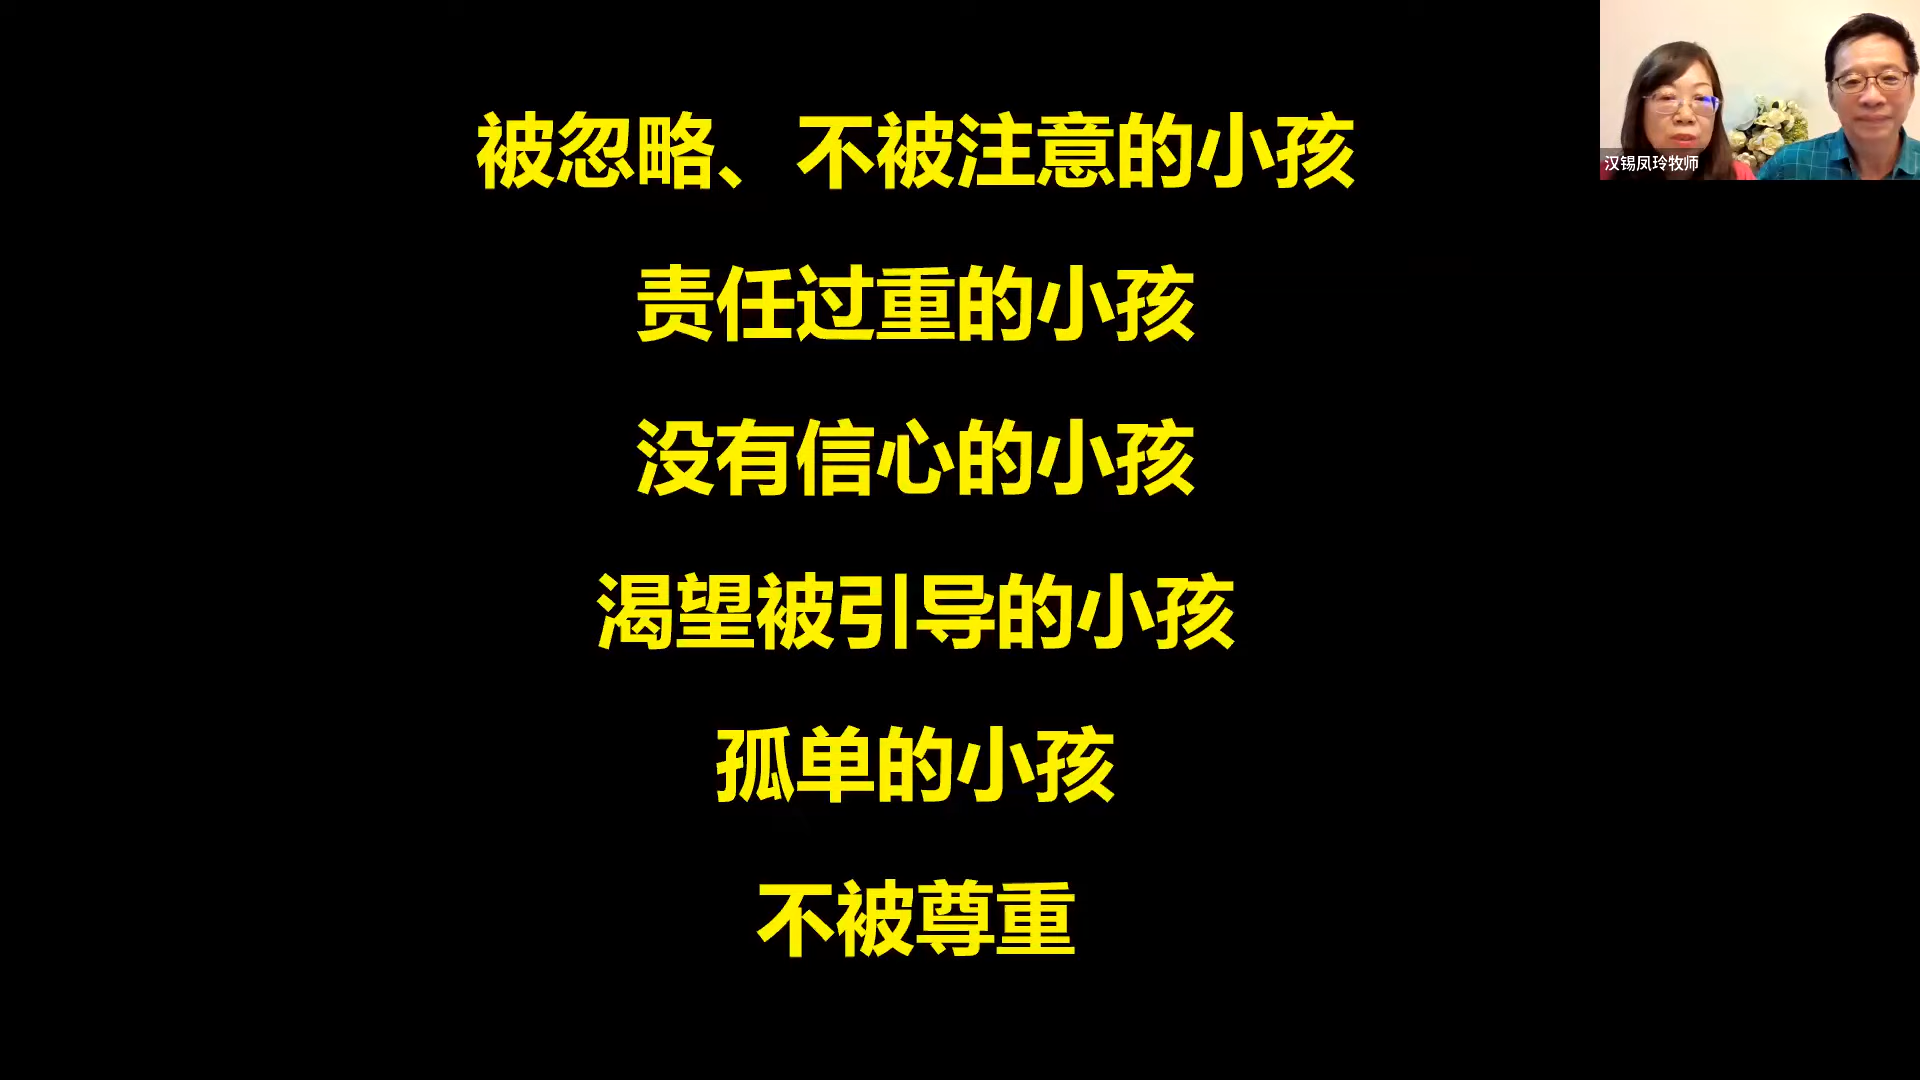 被忽略、不被注意的小孩
责任过重的小孩
没有信心的小孩
渴望被引导的小孩
孤单的小孩
不被尊重
汉锡凤玲牧师